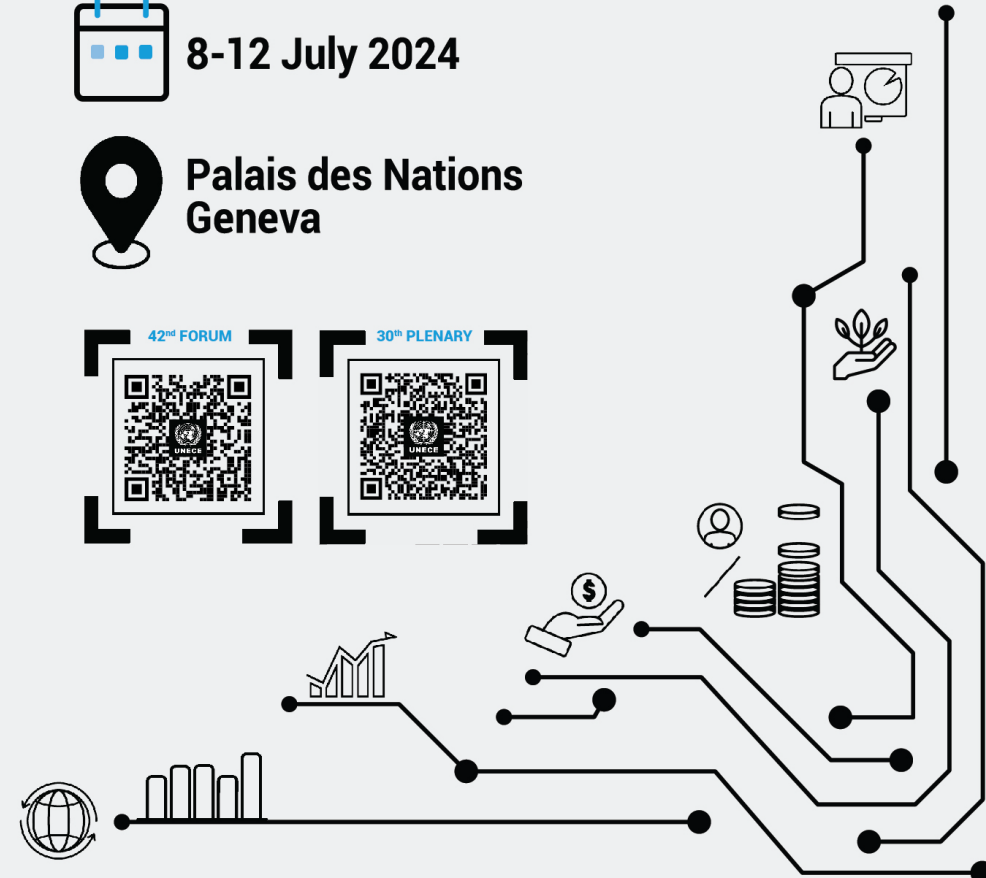 8-12 July 2024
Palais des Nations
Geneva
42nd FORUM
30th PLENARY
UNECE
UNECE
$